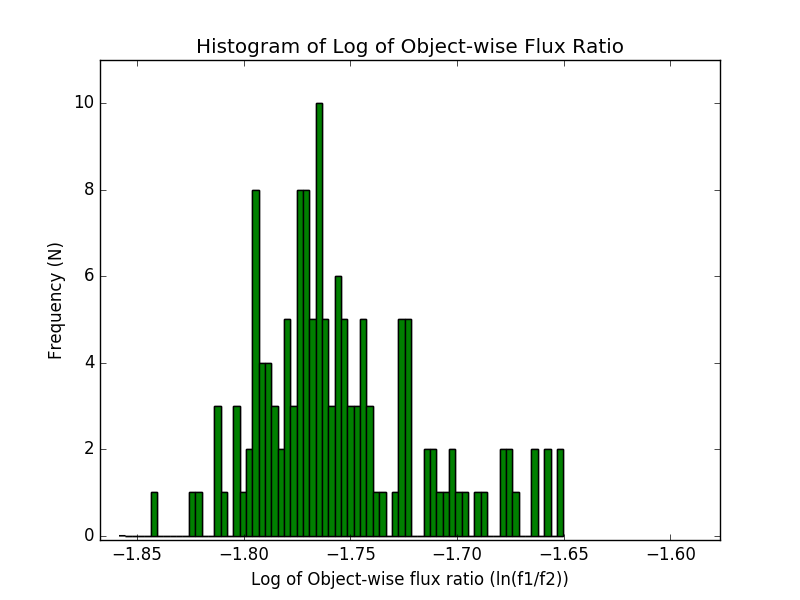 Histogram of Log of Object-wise Flux Ratio
10
8
6
4
2
0
Frequency (N)
−1.85 −1.80 −1.75 −1.70 −1.65 −1.60
Log of Object-wise flux ratio (ln(f1/f2))